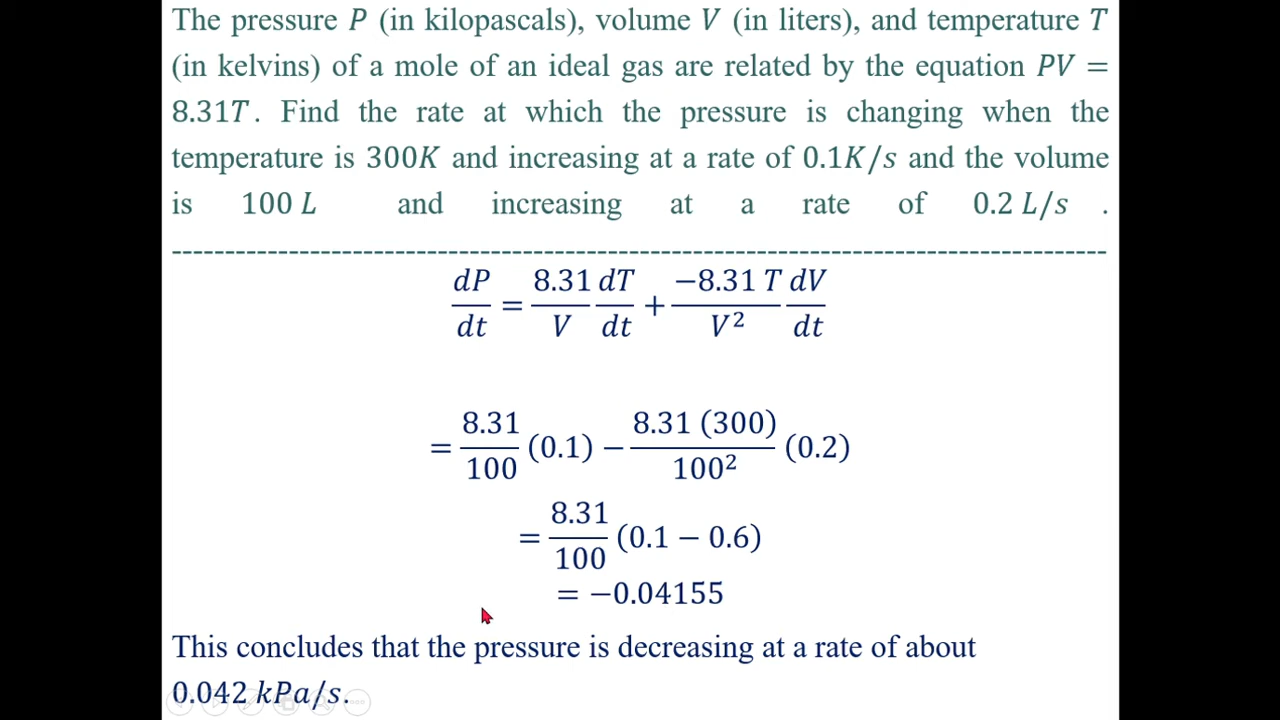 The pressure P (in kilopascals), volume V (in liters), and temperature T
(in kelvins) of a mole of an ideal gas are related by the equation PV =
8.31T. Find the rate at which the pressure is changing when the
temperature is 300K and increasing at a rate of 0.1K/s and the volume
is 100 L and increasing at a rate of 0.2 L/s .
---------------------------------------------------------------------------------------
dP/dt = 8.31/V dT/dt + −8.31 T/V² dV/dt
= 8.31/100 (0.1) − 8.31 (300)/100² (0.2)
= 8.31/100 (0.1 − 0.6)
= −0.04155
This concludes that the pressure is decreasing at a rate of about
0.042 kPa/s.